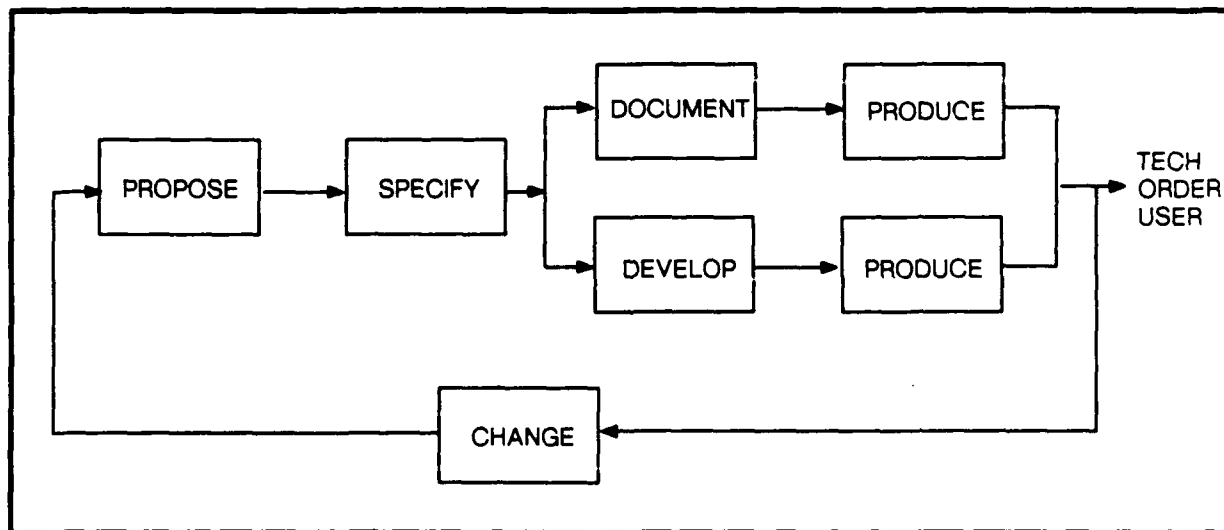 DOCUMENT
PRODUCE
PROPOSE
SPECIFY
TECH
ORDER
USER
DEVELOP
PRODUCE
CHANGE